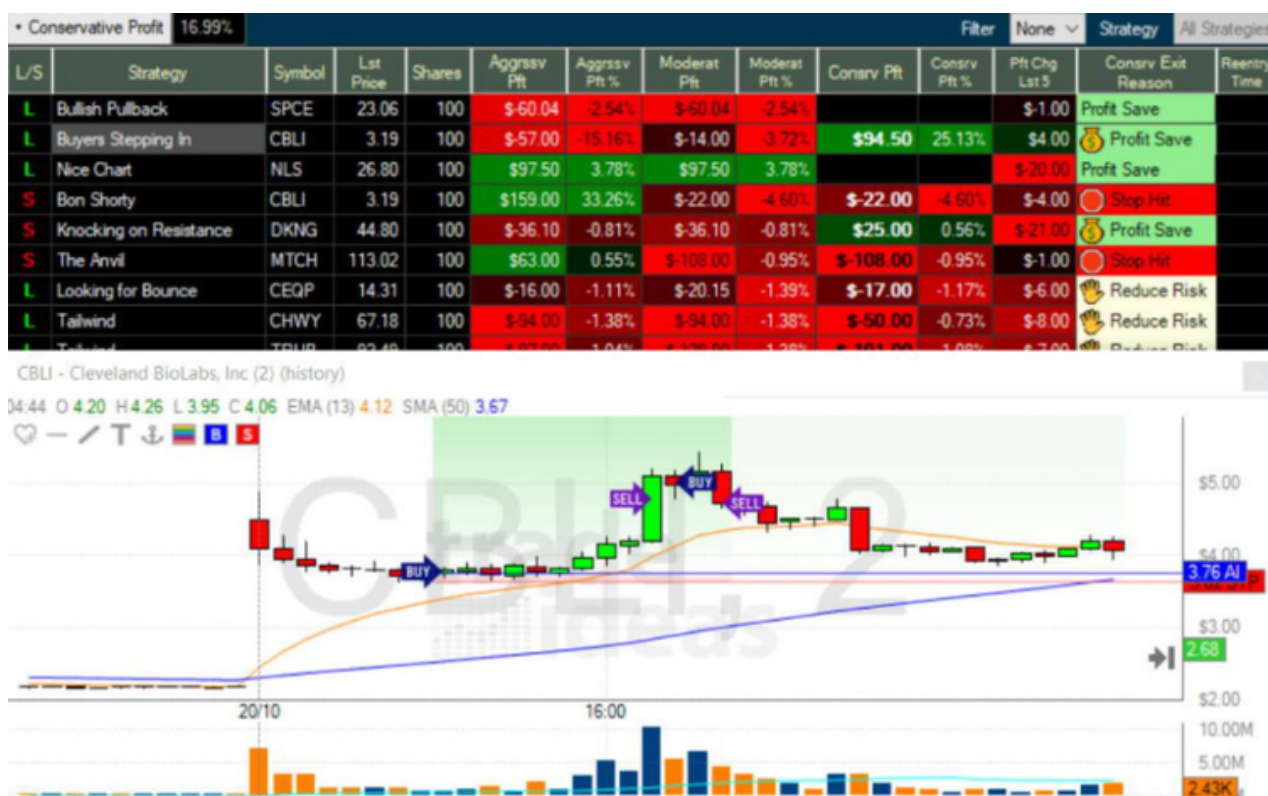 Conservative Profit 16.99% Filter None Strategy All Strategies
L/S Strategy Symbol Lst Price Shares Aggrssv Pft Aggrssv Pft % Moderat Pft Moderat Pft % Consrv Pft Consrv Pft % Pft Chg Lst 5 Consrv Exit Reason Reentry Time
L Bullish Pullback SPCE 23.06 100 $-60.04 -2.54% $-60.04 -2.54% $-1.00 Profit Save
L Buyers Stepping In CBLI 3.19 100 $-57.00 -15.16% $-14.00 -3.72% $94.50 25.13% $4.00 Profit Save
L Nice Chart NLS 26.80 100 $97.50 3.78% $97.50 3.78% $-20.00 Profit Save
S Bon Shorty CBLI 3.19 100 $159.00 33.26% $-22.00 -4.60% $-22.00 -4.60% $-4.00 Stop Hit
S Knocking on Resistance DKNG 44.80 100 $-36.10 -0.81% $-36.10 -0.81% $25.00 0.56% $-21.00 Profit Save
S The Anvil MTCH 113.02 100 $63.00 0.55% $-108.00 -0.95% $-108.00 -0.95% $-1.00 Stop Hit
L Looking for Bounce CEQP 14.31 100 $-16.00 -1.11% $-20.15 -1.39% $-17.00 -1.17% $-6.00 Reduce Risk
L Tailwind CHWY 67.18 100 $-94.00 -1.38% $-94.00 -1.38% $-50.00 -0.73% $-8.00 Reduce Risk
CBLI - Cleveland BioLabs, Inc (2) (history)
04:44 O 4.20 H 4.26 L 3.95 C 4.06 EMA (13) 4.12 SMA (50) 3.67
T B S
CBLI 2
trade ideas
$5.00
BUY
SELL
SELL
$4.00
BUY
3.76 AI
$3.00
2.68
$2.00
20/10 16:00
10.00M
5.00M
2.43K